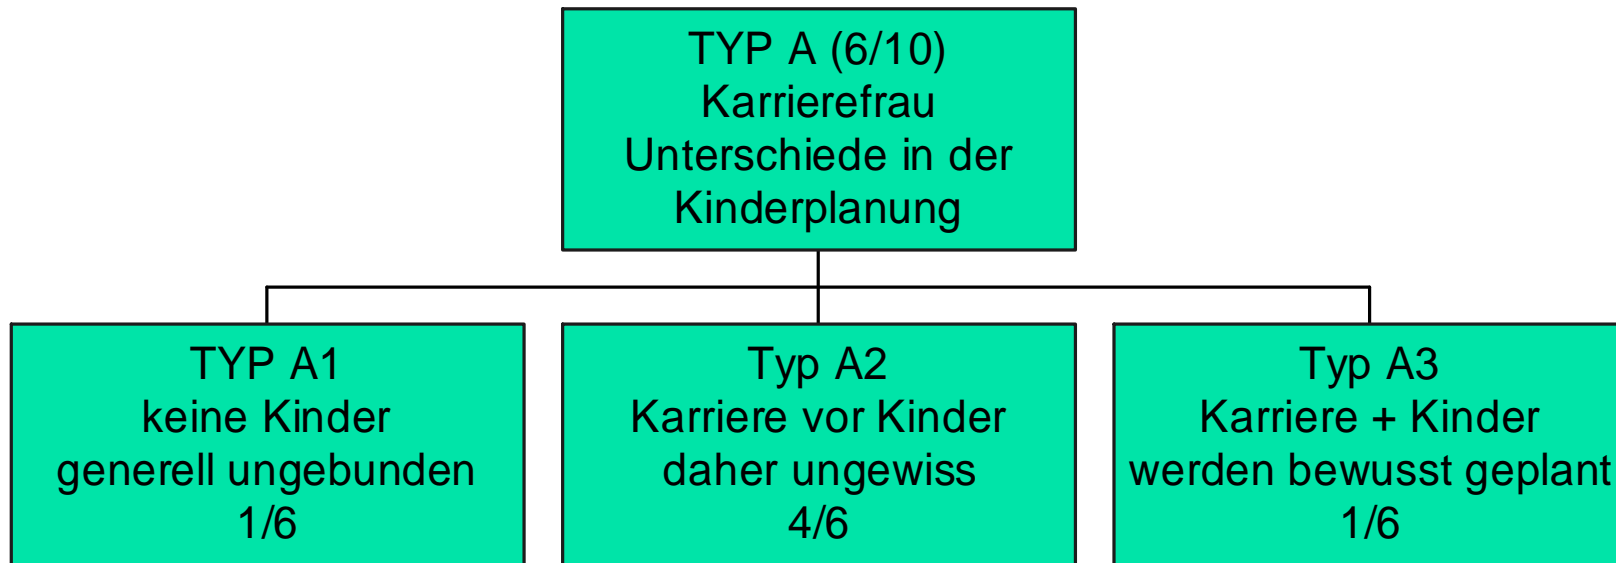 TYP A (6/10)
Karrierefrau
Unterschiede in der
Kinderplanung
TYP A1
keine Kinder
generell ungebunden
1/6
Typ A2
Karriere vor Kinder
daher ungewiss
4/6
Typ A3
Karriere + Kinder
werden bewusst geplant
1/6